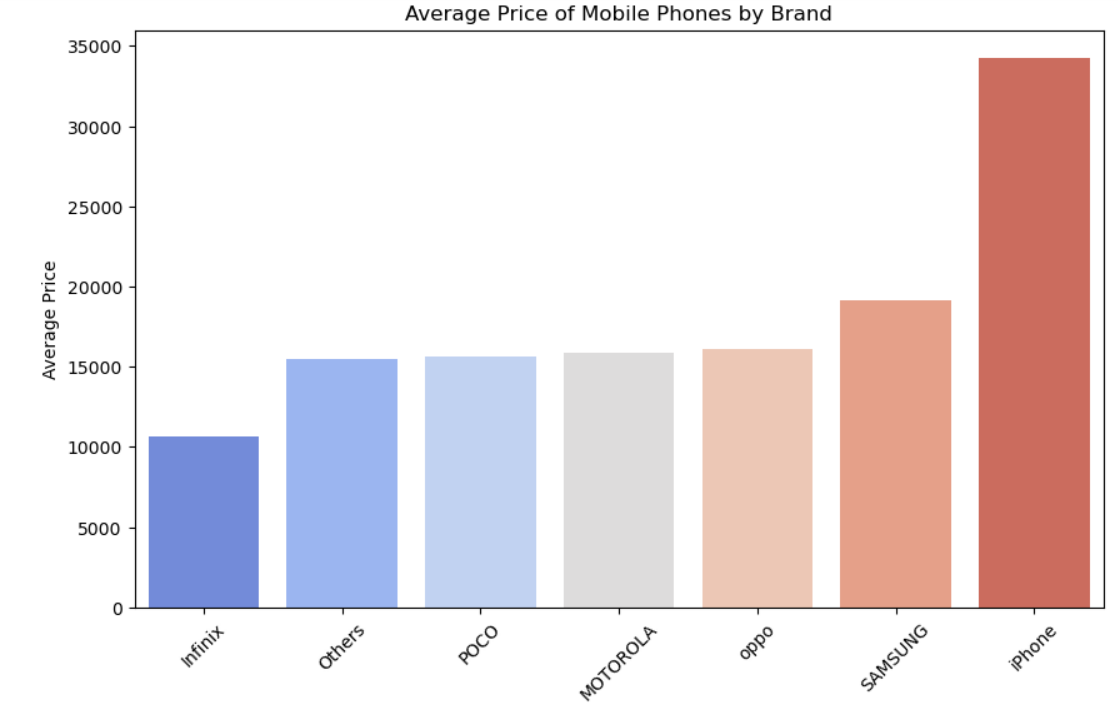 Average Price of Mobile Phones by Brand
Average Price
35000
30000
25000
20000
15000
10000
5000
0
Infinix
Others
POCO
MOTOROLA
oppo
SAMSUNG
iPhone